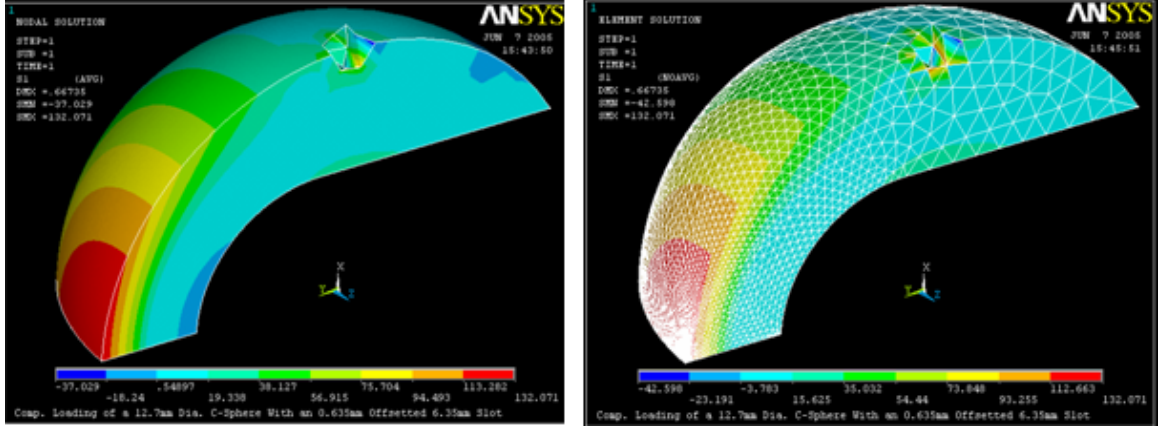 1
NODAL SOLUTION
STEP=1
SUB =1
TIME=1
S1 (AVG)
DMX =.66735
SMN =-37.029
SMX =132.071
ANSYS
JUN 7 2005
15:43:50
X
Y
Z
-37.029 .54897 38.127 75.704 113.282
-18.24 19.338 56.915 94.493 132.071
Comp. Loading of a 12.7mm Dia. C-Sphere With an 0.635mm Offsetted 6.35mm Slot
1
ELEMENT SOLUTION
STEP=1
SUB =1
TIME=1
S1 (NOAVG)
DMX =.66735
SMN =-42.598
SMX =132.071
ANSYS
JUN 7 2005
15:45:51
X
Y
Z
-42.598 -3.783 35.032 73.848 112.663
-23.191 15.625 54.44 93.255 132.071
Comp. Loading of a 12.7mm Dia. C-Sphere With an 0.635mm Offsetted 6.35mm Slot